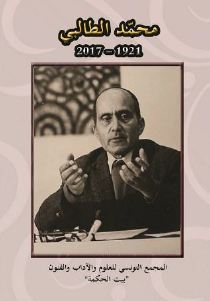 محمّد الطالبي
1921 - 2017
المجمع التونسي للعلوم والآداب والفنون
"بيت الحكمة"